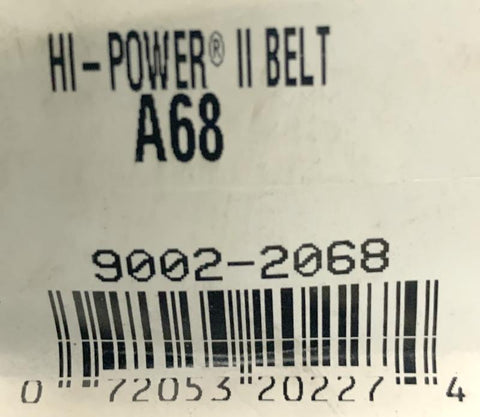 HI-POWER® II BELT
A68
9002-2068
0 72053 20227 4